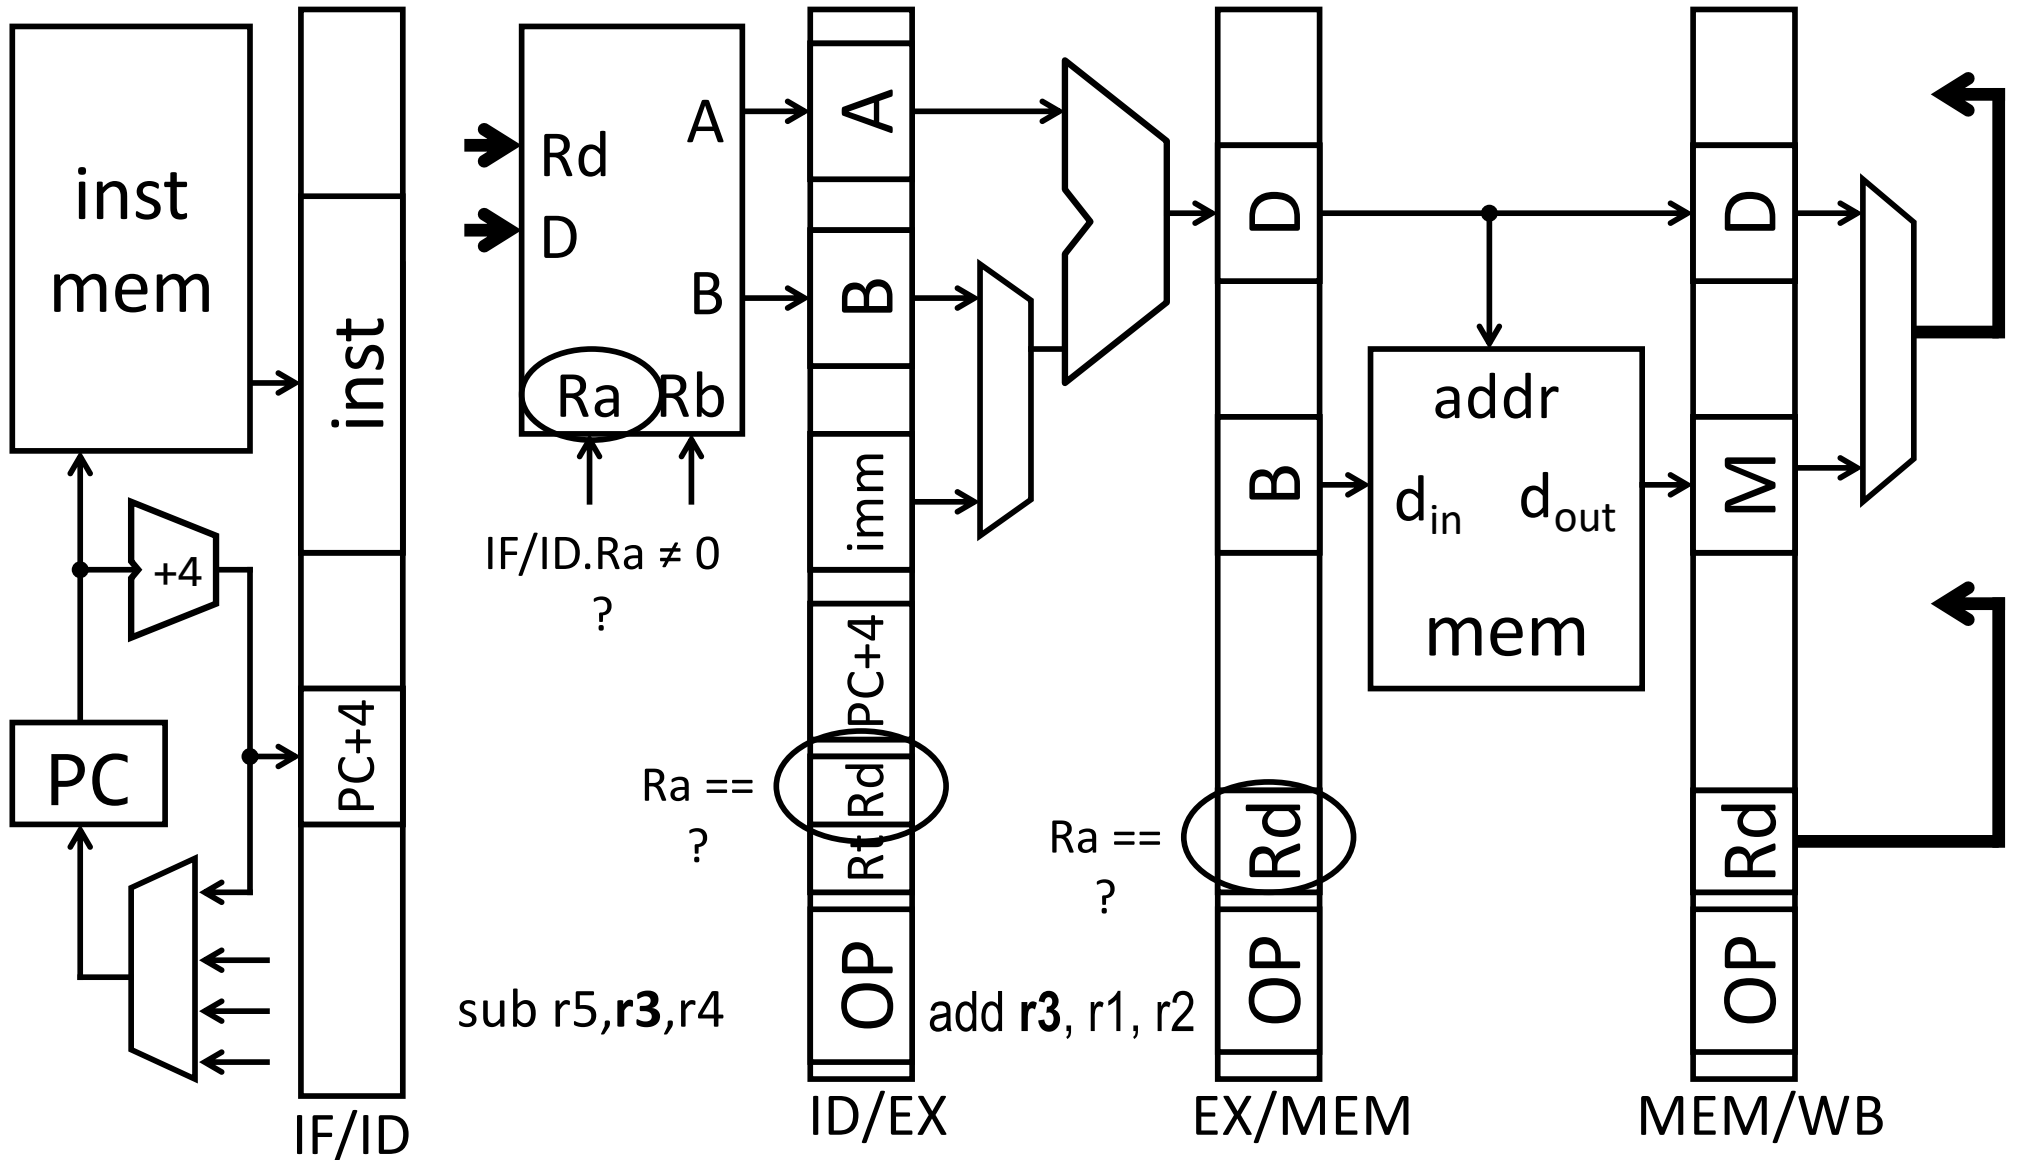 inst
mem
+4
PC
inst
PC+4
IF/ID
Rd
D
A
B
Ra Rb
IF/ID.Ra ≠ 0
?
Ra ==
?
sub r5,r3,r4
A
B
imm
PC+4
Rd
Rt
OP
ID/EX
Ra ==
?
add r3, r1, r2
D
B
Rd
OP
EX/MEM
addr
din dout
mem
D
M
Rd
OP
MEM/WB